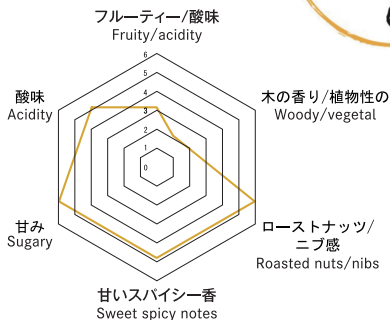 フルーティー/酸味
Fruity/acidity
酸味
Acidity
木の香り/植物性の
Woody/vegetal
6
5
4
3
2
1
0
甘み
Sugary
ローストナッツ/
ニブ感
Roasted nuts/nibs
甘いスパイシー香
Sweet spicy notes